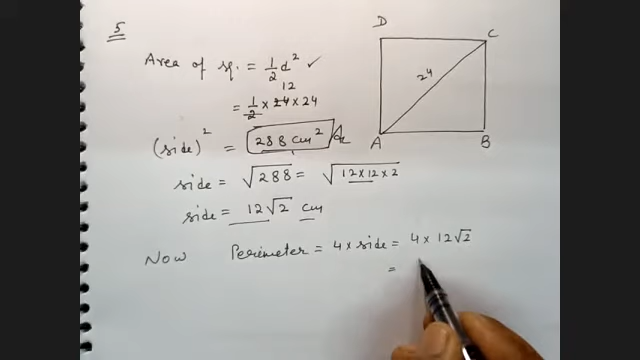 5
D
C
Area of sq. = 1/2 d² ✓
24
12
= 1/2 × 24 × 24
(side)² = 288 cm²
A
B
side = √288 = √12×12×2
side = 12√2 cm
Now Perimeter = 4 × side = 4 × 12√2
=